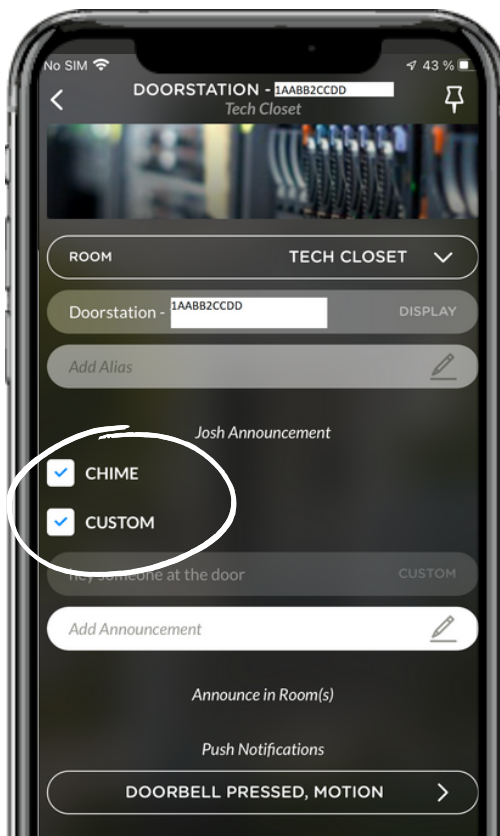 No SIM 43 %
DOORSTATION - 1AABB2CCDD
Tech Closet
ROOM TECH CLOSET
Doorstation - 1AABB2CCDD DISPLAY
Add Alias
Josh Announcement
CHIME
CUSTOM
hey someone at the door CUSTOM
Add Announcement
Announce in Room(s)
Push Notifications
DOORBELL PRESSED, MOTION